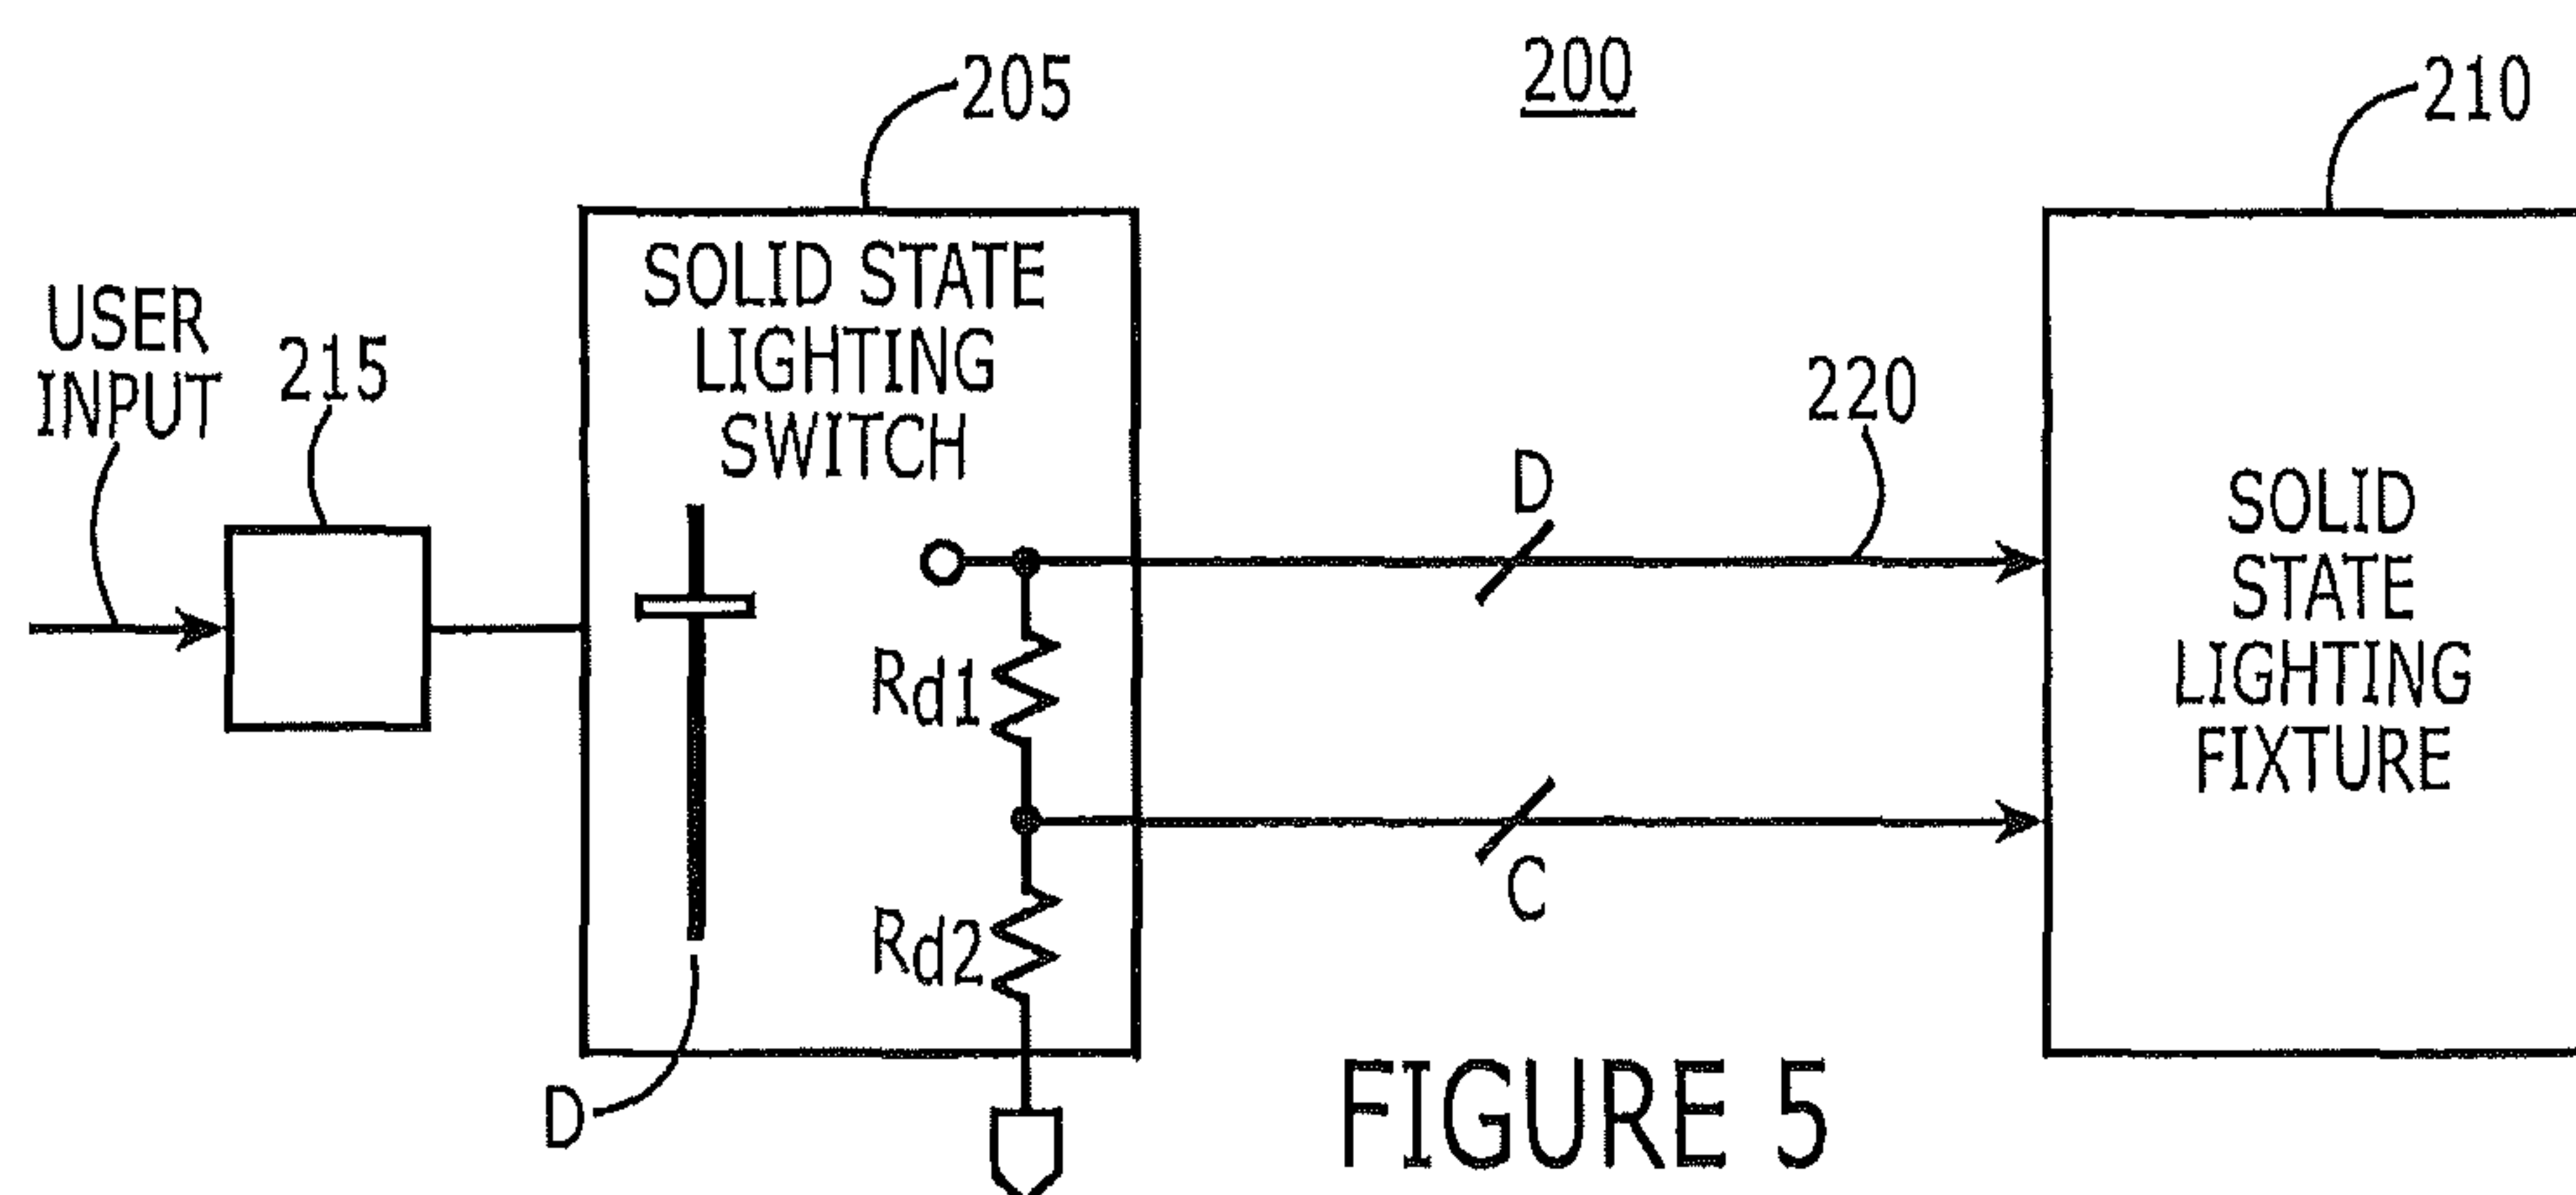 200
205
210
USER
INPUT
215
SOLID STATE
LIGHTING
SWITCH
Rd1
Rd2
D
D
220
C
SOLID
STATE
LIGHTING
FIXTURE
FIGURE 5